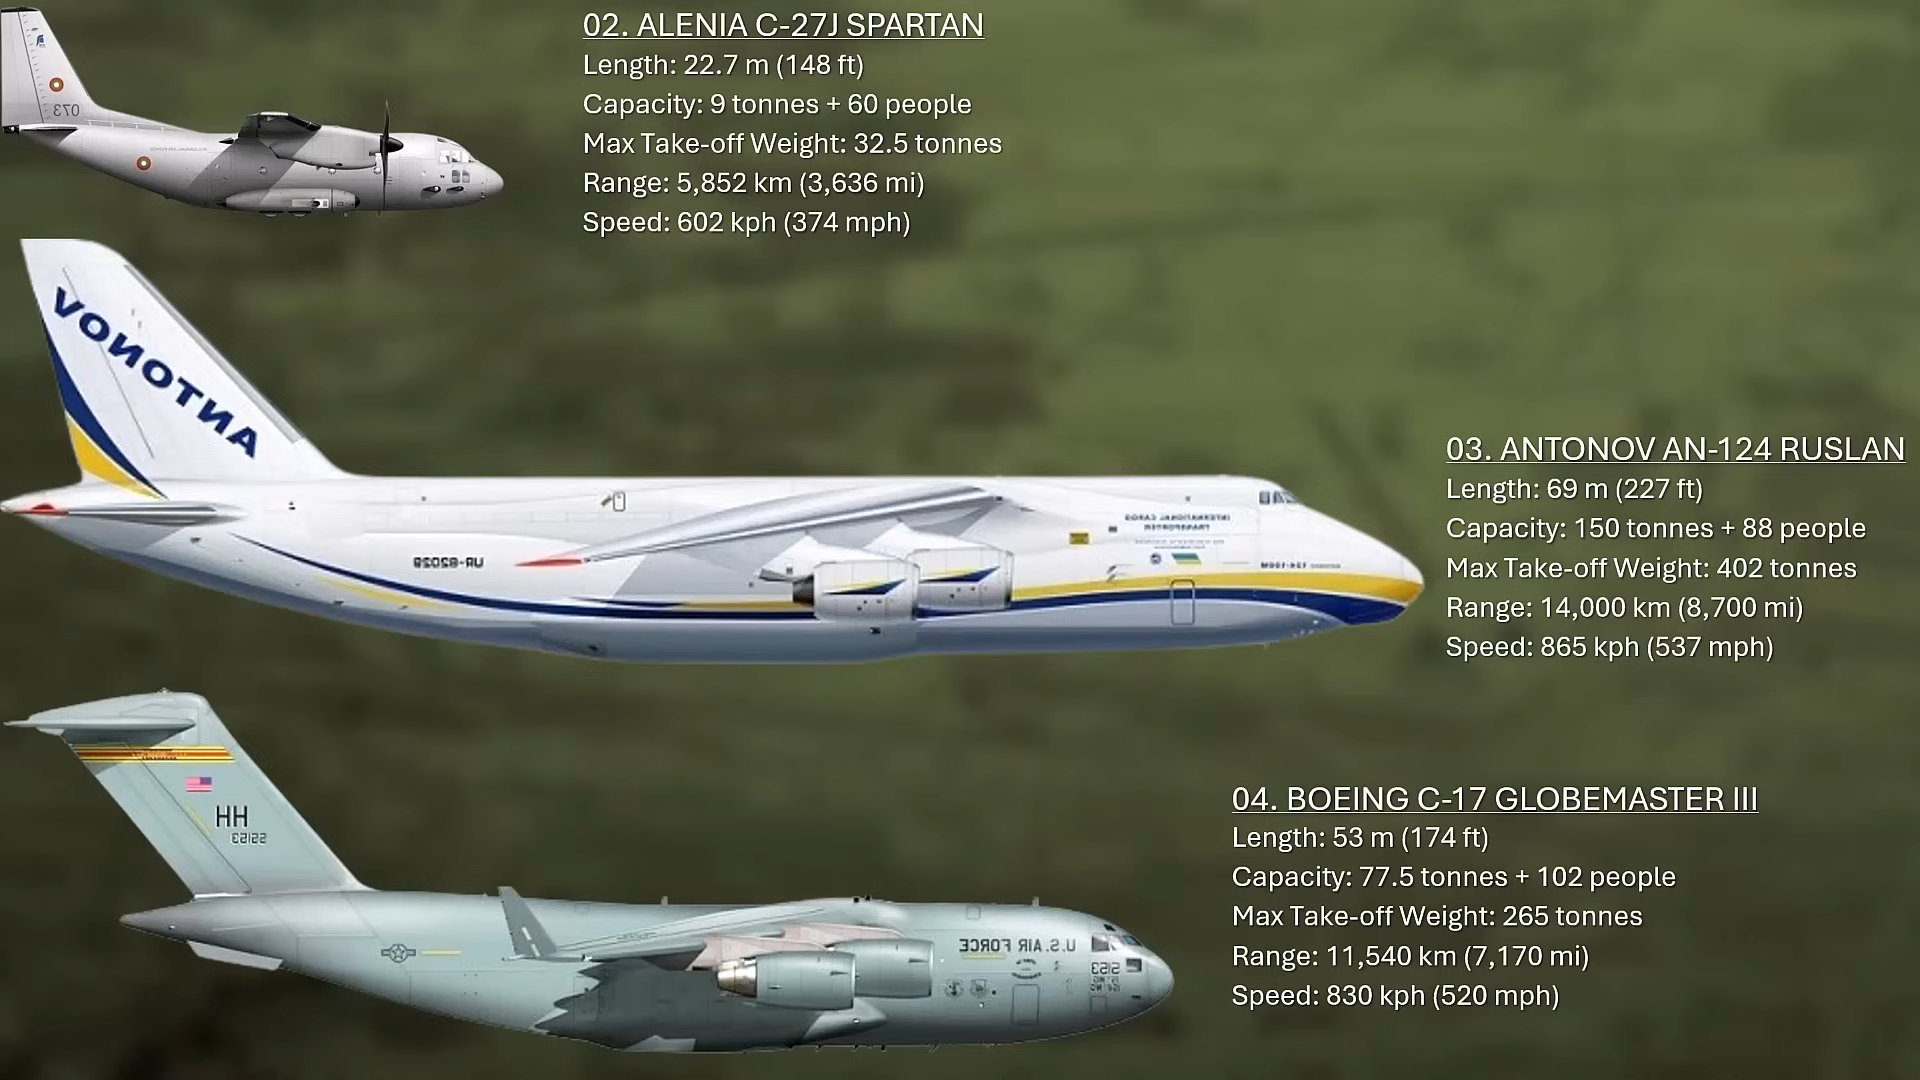 02. ALENIA C-27J SPARTAN
Length: 22.7 m (148 ft)
Capacity: 9 tonnes + 60 people
Max Take-off Weight: 32.5 tonnes
Range: 5,852 km (3,636 mi)
Speed: 602 kph (374 mph)
073
ANTONOV
UR-82029
INTERNATIONAL CARGO
TRANSPORTER
03. ANTONOV AN-124 RUSLAN
Length: 69 m (227 ft)
Capacity: 150 tonnes + 88 people
Max Take-off Weight: 402 tonnes
Range: 14,000 km (8,700 mi)
Speed: 865 kph (537 mph)
HH
55153
U.S. AIR FORCE
5153
04. BOEING C-17 GLOBEMASTER III
Length: 53 m (174 ft)
Capacity: 77.5 tonnes + 102 people
Max Take-off Weight: 265 tonnes
Range: 11,540 km (7,170 mi)
Speed: 830 kph (520 mph)